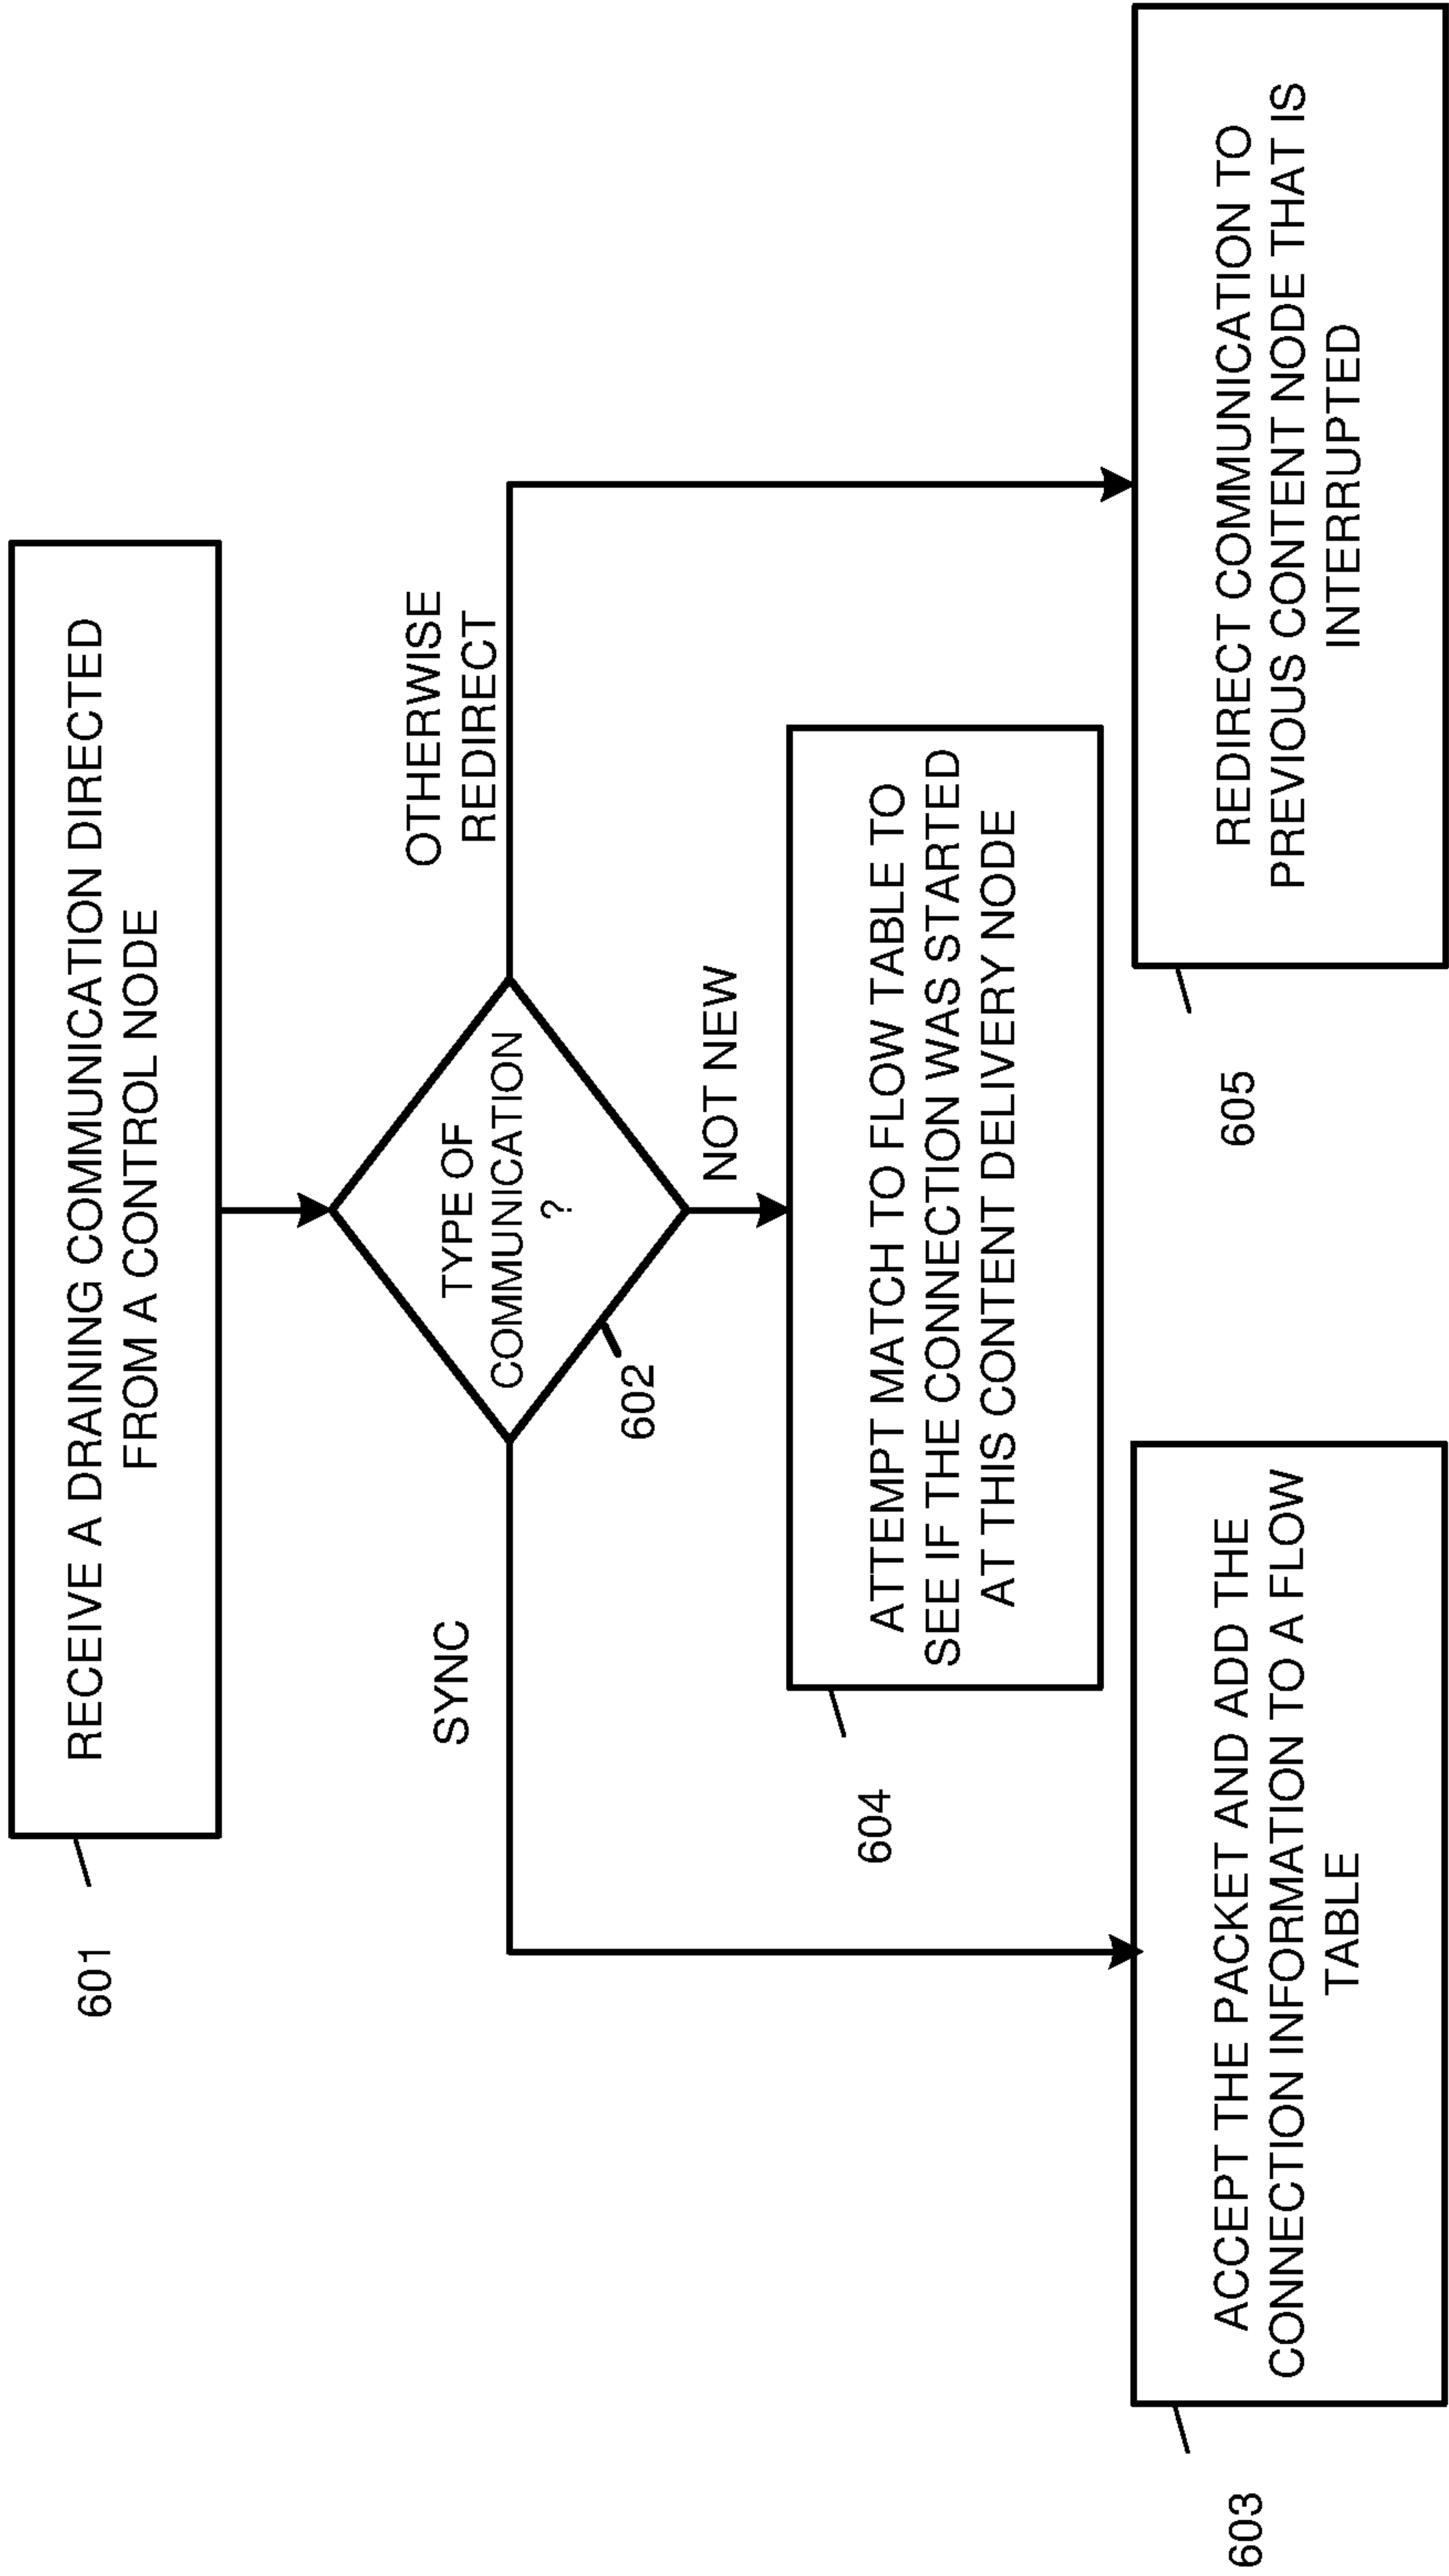 601
RECEIVE A DRAINING COMMUNICATION DIRECTED
FROM A CONTROL NODE
TYPE OF
COMMUNICATION
?
602
SYNC
OTHERWISE
REDIRECT
NOT NEW
604
ATTEMPT MATCH TO FLOW TABLE TO
SEE IF THE CONNECTION WAS STARTED
AT THIS CONTENT DELIVERY NODE
603
ACCEPT THE PACKET AND ADD THE
CONNECTION INFORMATION TO A FLOW
TABLE
605
REDIRECT COMMUNICATION TO
PREVIOUS CONTENT NODE THAT IS
INTERRUPTED